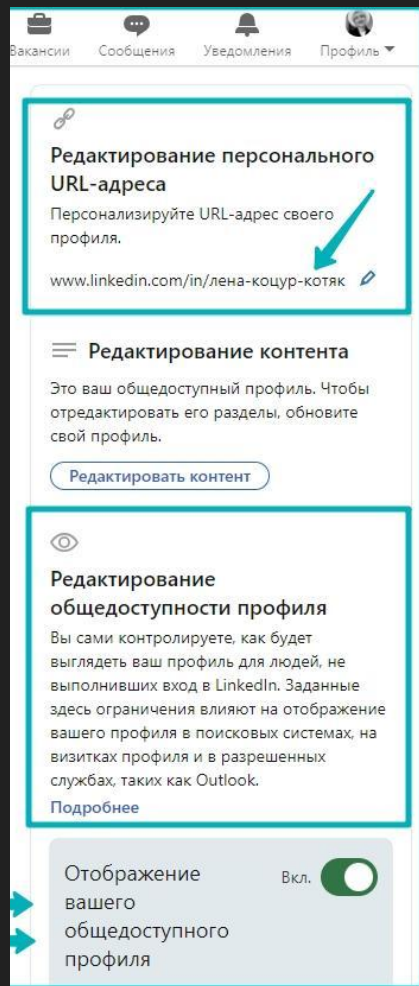 Вакансии Сообщения Уведомления Профиль
Редактирование персонального
URL-адреса
Персонализируйте URL-адрес своего
профиля.
www.linkedin.com/in/лена-коцур-котяк
Редактирование контента
Это ваш общедоступный профиль. Чтобы
отредактировать его разделы, обновите
свой профиль.
Редактировать контент
Редактирование
общедоступности профиля
Вы сами контролируете, как будет
выглядеть ваш профиль для людей, не
выполнивших вход в LinkedIn. Заданные
здесь ограничения влияют на отображение
вашего профиля в поисковых системах, на
визитках профиля и в разрешенных
службах, таких как Outlook.
Подробнее
Отображение Вкл.
вашего
общедоступного
профиля